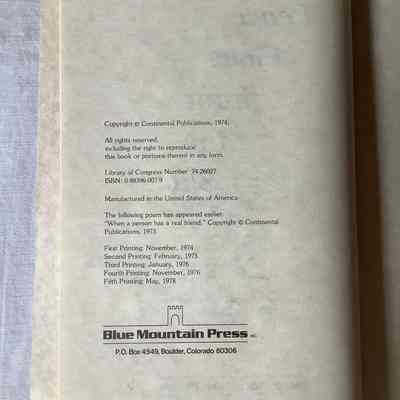 Copyright © Continental Publications, 1974.
All rights reserved,
including the right to reproduce
this book or portions thereof in any form.
Library of Congress Number: 74-26027
ISBN: 0-88396-007-9
Manufactured in the United States of America
The following poem has appeared earlier:
"When a person has a real friend," Copyright © Continental
Publications, 1973.
First Printing: November, 1974
Second Printing: February, 1975
Third Printing: January, 1976
Fourth Printing: November, 1976
Fifth Printing: May, 1978
Blue Mountain Press INC.
P.O. Box 4549, Boulder, Colorado 80306